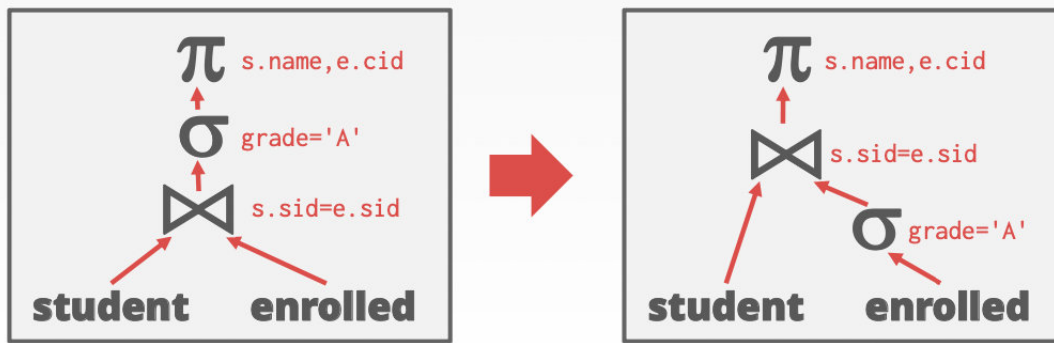 π s.name,e.cid
σ grade='A'
⋈ s.sid=e.sid
student enrolled
π s.name,e.cid
⋈ s.sid=e.sid
σ grade='A'
student enrolled